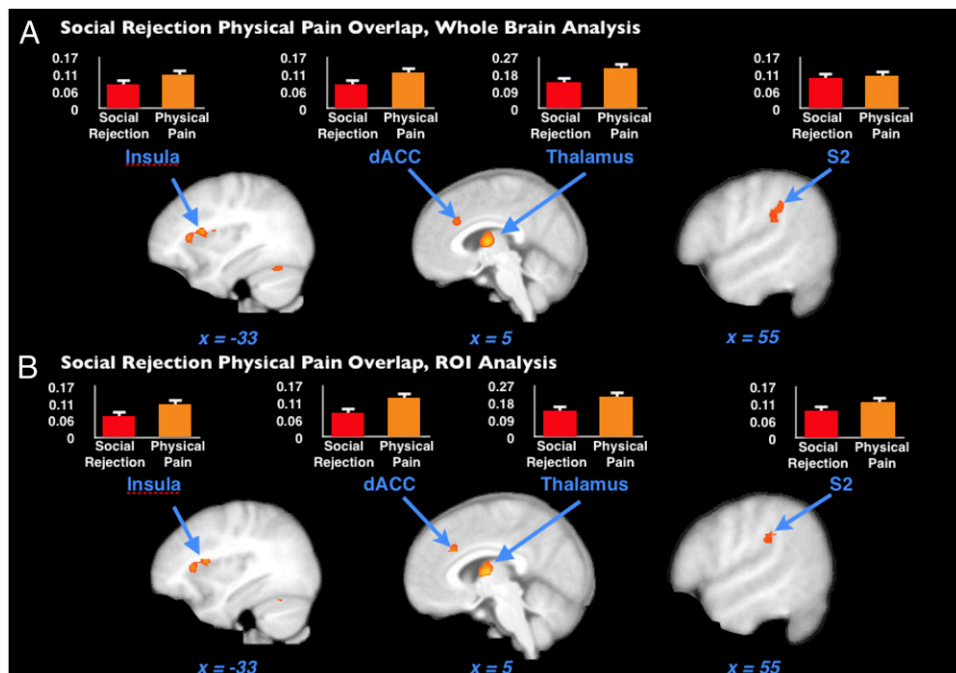 A Social Rejection Physical Pain Overlap, Whole Brain Analysis
0.17 0.17 0.27 0.17
0.11 0.11 0.18 0.11
0.06 0.06 0.09 0.06
0 0 0 0
Social Physical Social Physical Social Physical Social Physical
Rejection Pain Rejection Pain Rejection Pain Rejection Pain
Insula dACC Thalamus S2
x = -33 x = 5 x = 55
B Social Rejection Physical Pain Overlap, ROI Analysis
0.17 0.17 0.27 0.17
0.11 0.11 0.18 0.11
0.06 0.06 0.09 0.06
0 0 0 0
Social Physical Social Physical Social Physical Social Physical
Rejection Pain Rejection Pain Rejection Pain Rejection Pain
Insula dACC Thalamus S2
x = -33 x = 5 x = 55